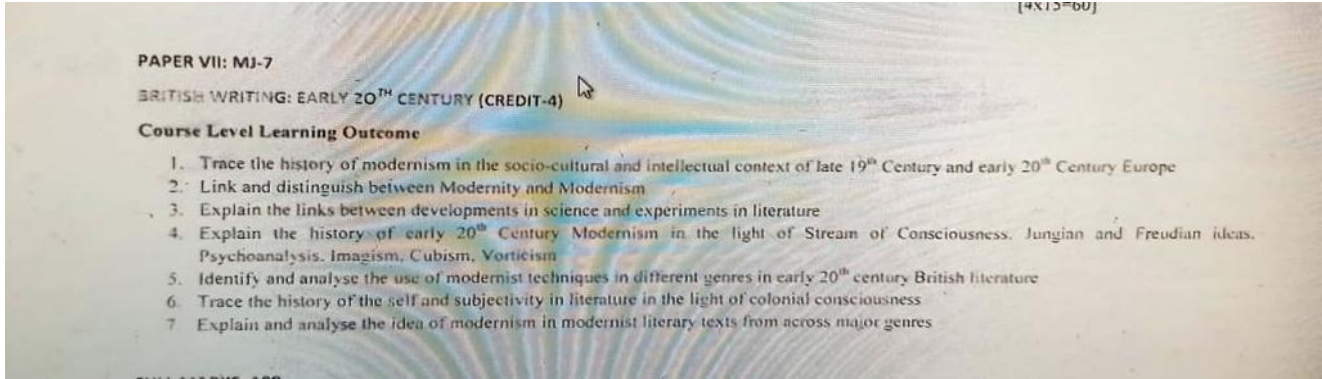 [4X15=60]
PAPER VII: MJ-7
BRITISH WRITING: EARLY 20TH CENTURY (CREDIT-4)
Course Level Learning Outcome
1. Trace the history of modernism in the socio-cultural and intellectual context of late 19th Century and early 20th Century Europe
2. Link and distinguish between Modernity and Modernism
3. Explain the links between developments in science and experiments in literature
4. Explain the history of early 20th Century Modernism in the light of Stream of Consciousness. Jungian and Freudian ideas.
Psychoanalysis. Imagism, Cubism, Vorticism
5. Identify and analyse the use of modernist techniques in different genres in early 20th century British literature
6. Trace the history of the self and subjectivity in literature in the light of colonial consciousness
7 Explain and analyse the idea of modernism in modernist literary texts from across major genres